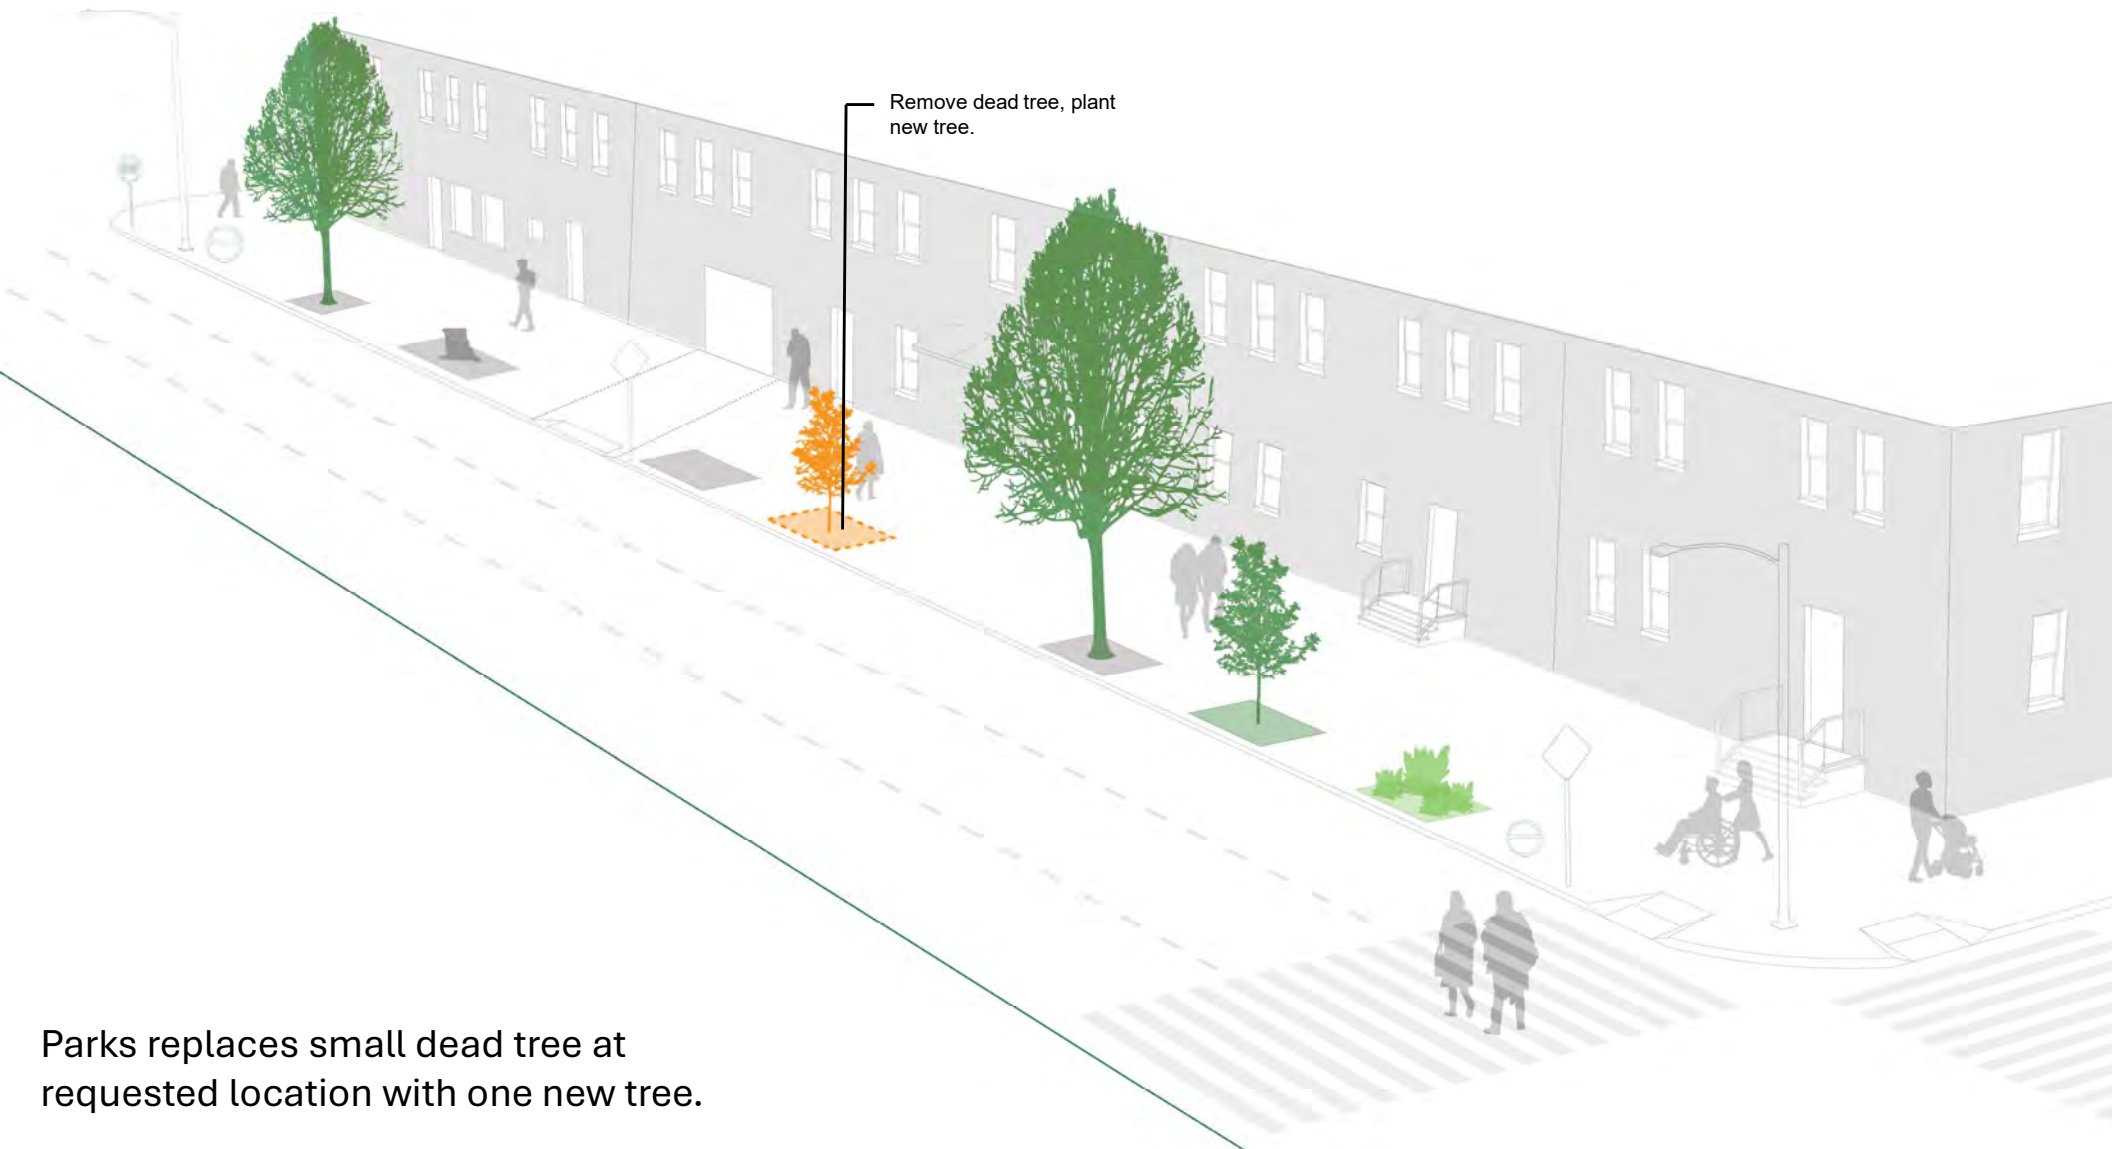 Remove dead tree, plant
new tree.
Parks replaces small dead tree at
requested location with one new tree.